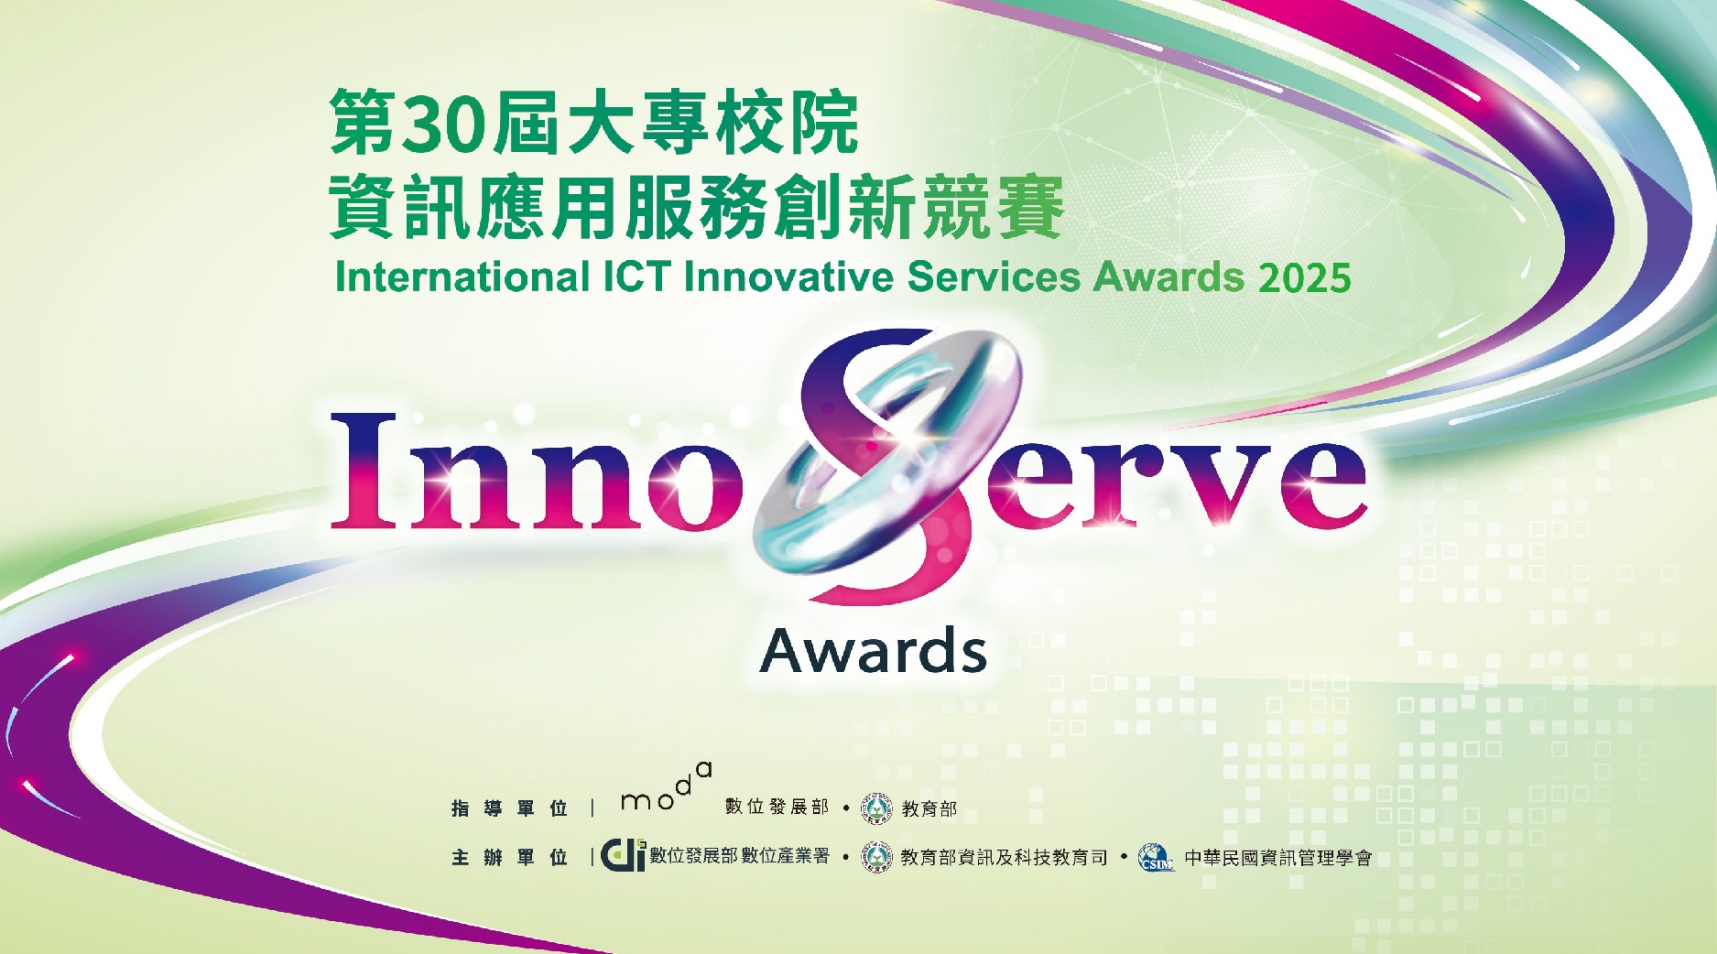 第30屆大專校院
資訊應用服務創新競賽
International ICT Innovative Services Awards 2025
InnoServe
Awards
指導單位 | moda 數位發展部 • 教育部
主辦單位 | di 數位發展部數位產業署 • 教育部資訊及科技教育司 • CSIM 中華民國資訊管理學會